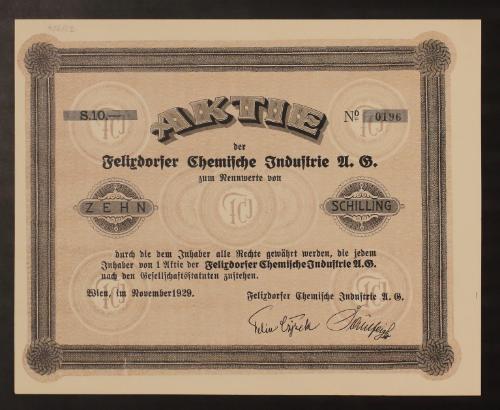 S. 10.—
AKTIE
No 0196
der
Felixdorfer Chemische Industrie A. G.
zum Nennwerte von
ZEHN
FCJ
SCHILLING
durch die dem Inhaber alle Rechte gewährt werden, die jedem
Inhaber von 1 Aktie der Felixdorfer Chemische Industrie A.G.
nach den Gesellschaftsstatuten zustehen.
Wien, im November 1929.
Felixdorfer Chemische Industrie A. G.